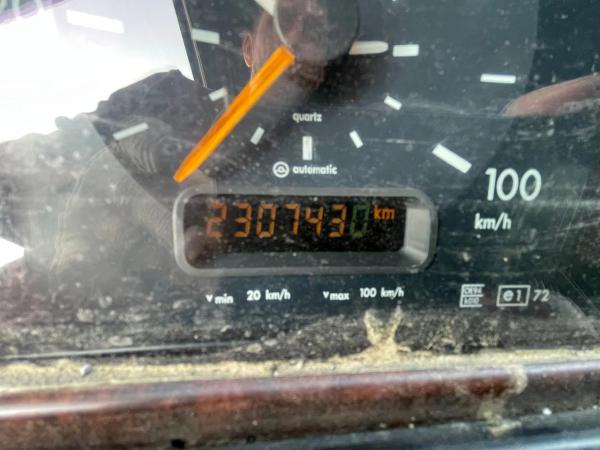 quartz
automatic
100
km/h
2307430 km
v min 20 km/h v max 100 km/h
e1 72